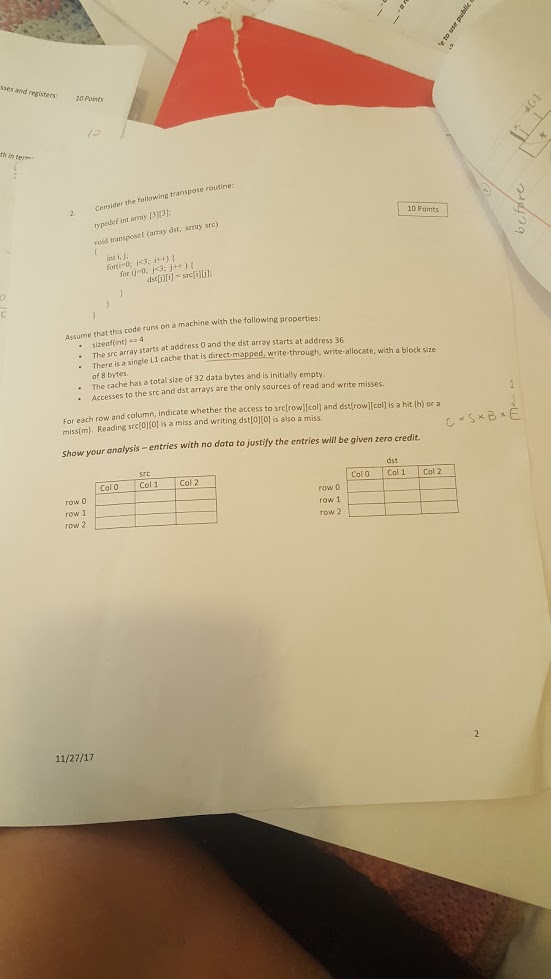 to use public
sses and registers: 10 Points
10
th in term
before
2. Consider the following transpose routine:
10 Points
typedef int array [3][3];
void transpose1 (array dst, array src)
{
int i, j;
for(i=0; i<3; i++) {
for (j=0; j<3; j++ ) {
dst[j][i] = src[i][j];
}
}
}
Assume that this code runs on a machine with the following properties:
• sizeof(int) == 4
• The src array starts at address 0 and the dst array starts at address 36
• There is a single L1 cache that is direct-mapped, write-through, write-allocate, with a block size
of 8 bytes.
• The cache has a total size of 32 data bytes and is initially empty.
• Accesses to the src and dst arrays are the only sources of read and write misses.
For each row and column, indicate whether the access to src[row][col] and dst[row][col] is a hit (h) or a
miss(m). Reading src[0][0] is a miss and writing dst[0][0] is also a miss.
1
C = S × B × E
Show your analysis – entries with no data to justify the entries will be given zero credit.
src
Col 0 Col 1 Col 2
row 0
row 1
row 2
dst
Col 0 Col 1 Col 2
row 0
row 1
row 2
2
11/27/17